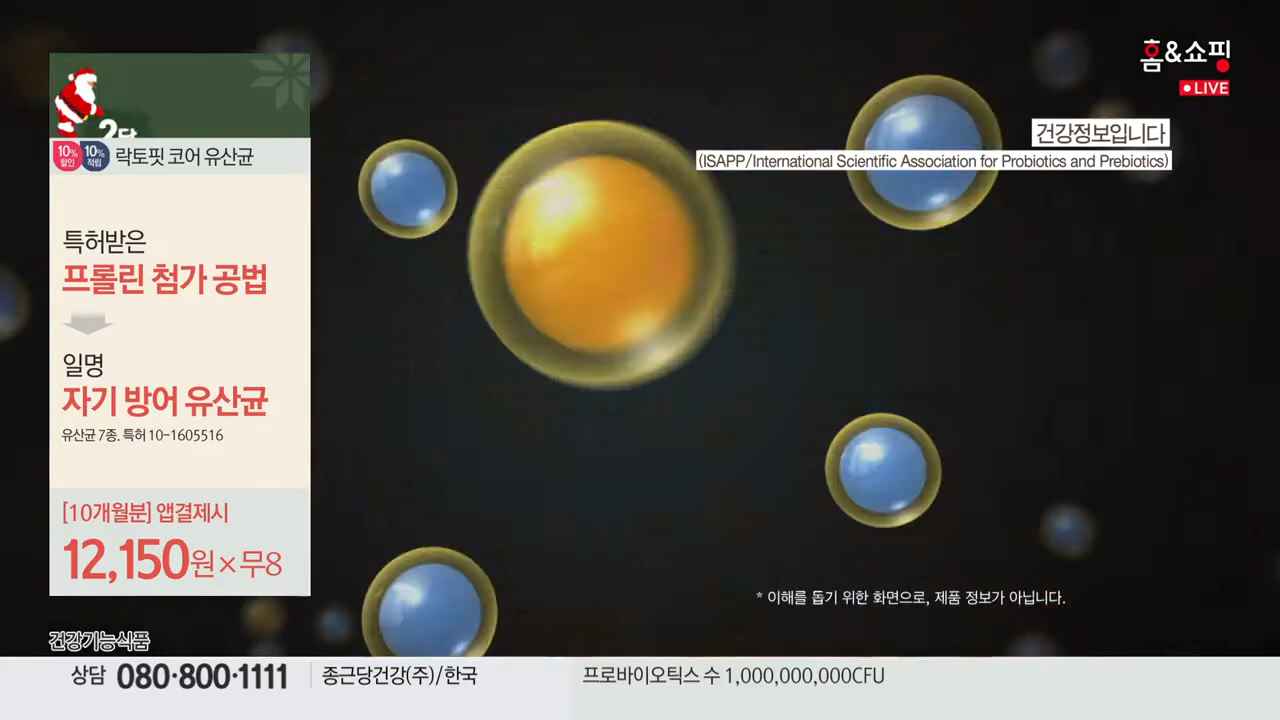 홈&쇼핑
LIVE
건강정보입니다
(ISAPP/International Scientific Association for Probiotics and Prebiotics)
10%
할인
10%
적립
락토핏 코어 유산균
특허받은
프롤린 첨가 공법
일명
자기 방어 유산균
유산균 7종. 특허 10-1605516
[10개월분] 앱결제시
12,150원×무8
* 이해를 돕기 위한 화면으로, 제품 정보가 아닙니다.
건강기능식품
상담 080·800·1111
종근당건강(주)/한국
프로바이오틱스 수 1,000,000,000CFU